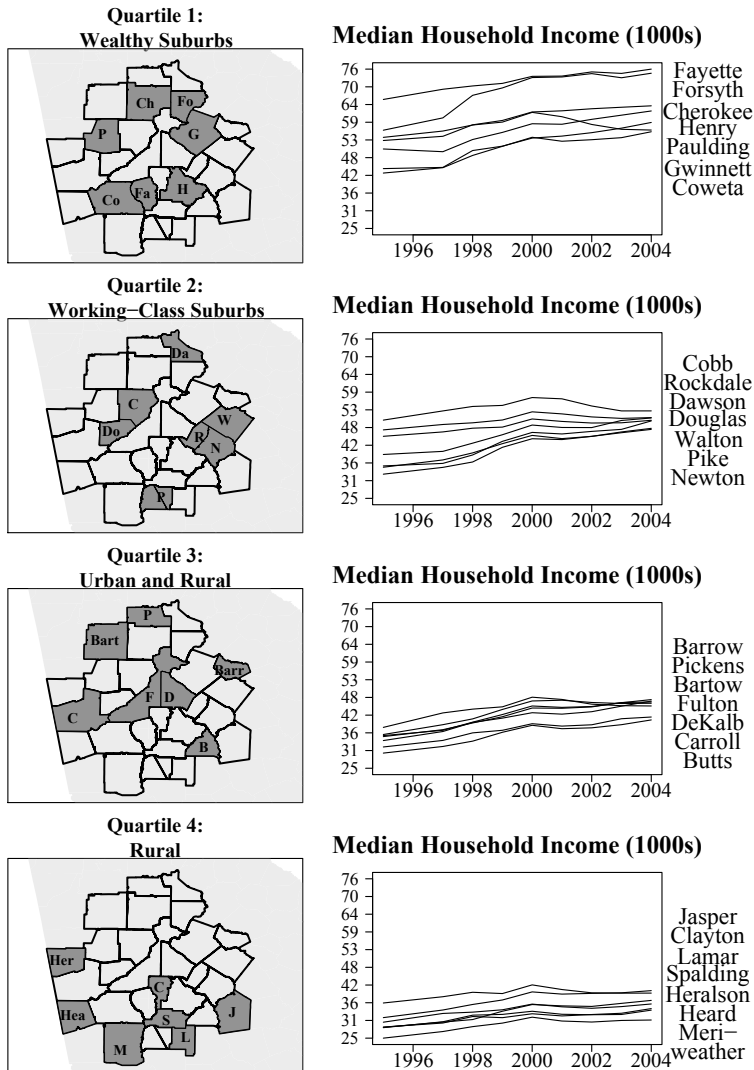 Quartile 1:
Wealthy Suburbs
Ch
Fo
P
G
Co
Fa
H
Median Household Income (1000s)
76
70
64
59
53
48
42
36
31
25
1996
1998
2000
2002
2004
Fayette
Forsyth
Cherokee
Henry
Paulding
Gwinnett
Coweta
Quartile 2:
Working−Class Suburbs
Da
C
W
Do
R
N
P
Median Household Income (1000s)
76
70
64
59
53
48
42
36
31
25
1996
1998
2000
2002
2004
Cobb
Rockdale
Dawson
Douglas
Walton
Pike
Newton
Quartile 3:
Urban and Rural
P
Bart
Barr
F
D
C
B
Median Household Income (1000s)
76
70
64
59
53
48
42
36
31
25
1996
1998
2000
2002
2004
Barrow
Pickens
Bartow
Fulton
DeKalb
Carroll
Butts
Quartile 4:
Rural
Her
C
Hea
S
J
M
L
Median Household Income (1000s)
76
70
64
59
53
48
42
36
31
25
1996
1998
2000
2002
2004
Jasper
Clayton
Lamar
Spalding
Heralson
Heard
Meri−
weather